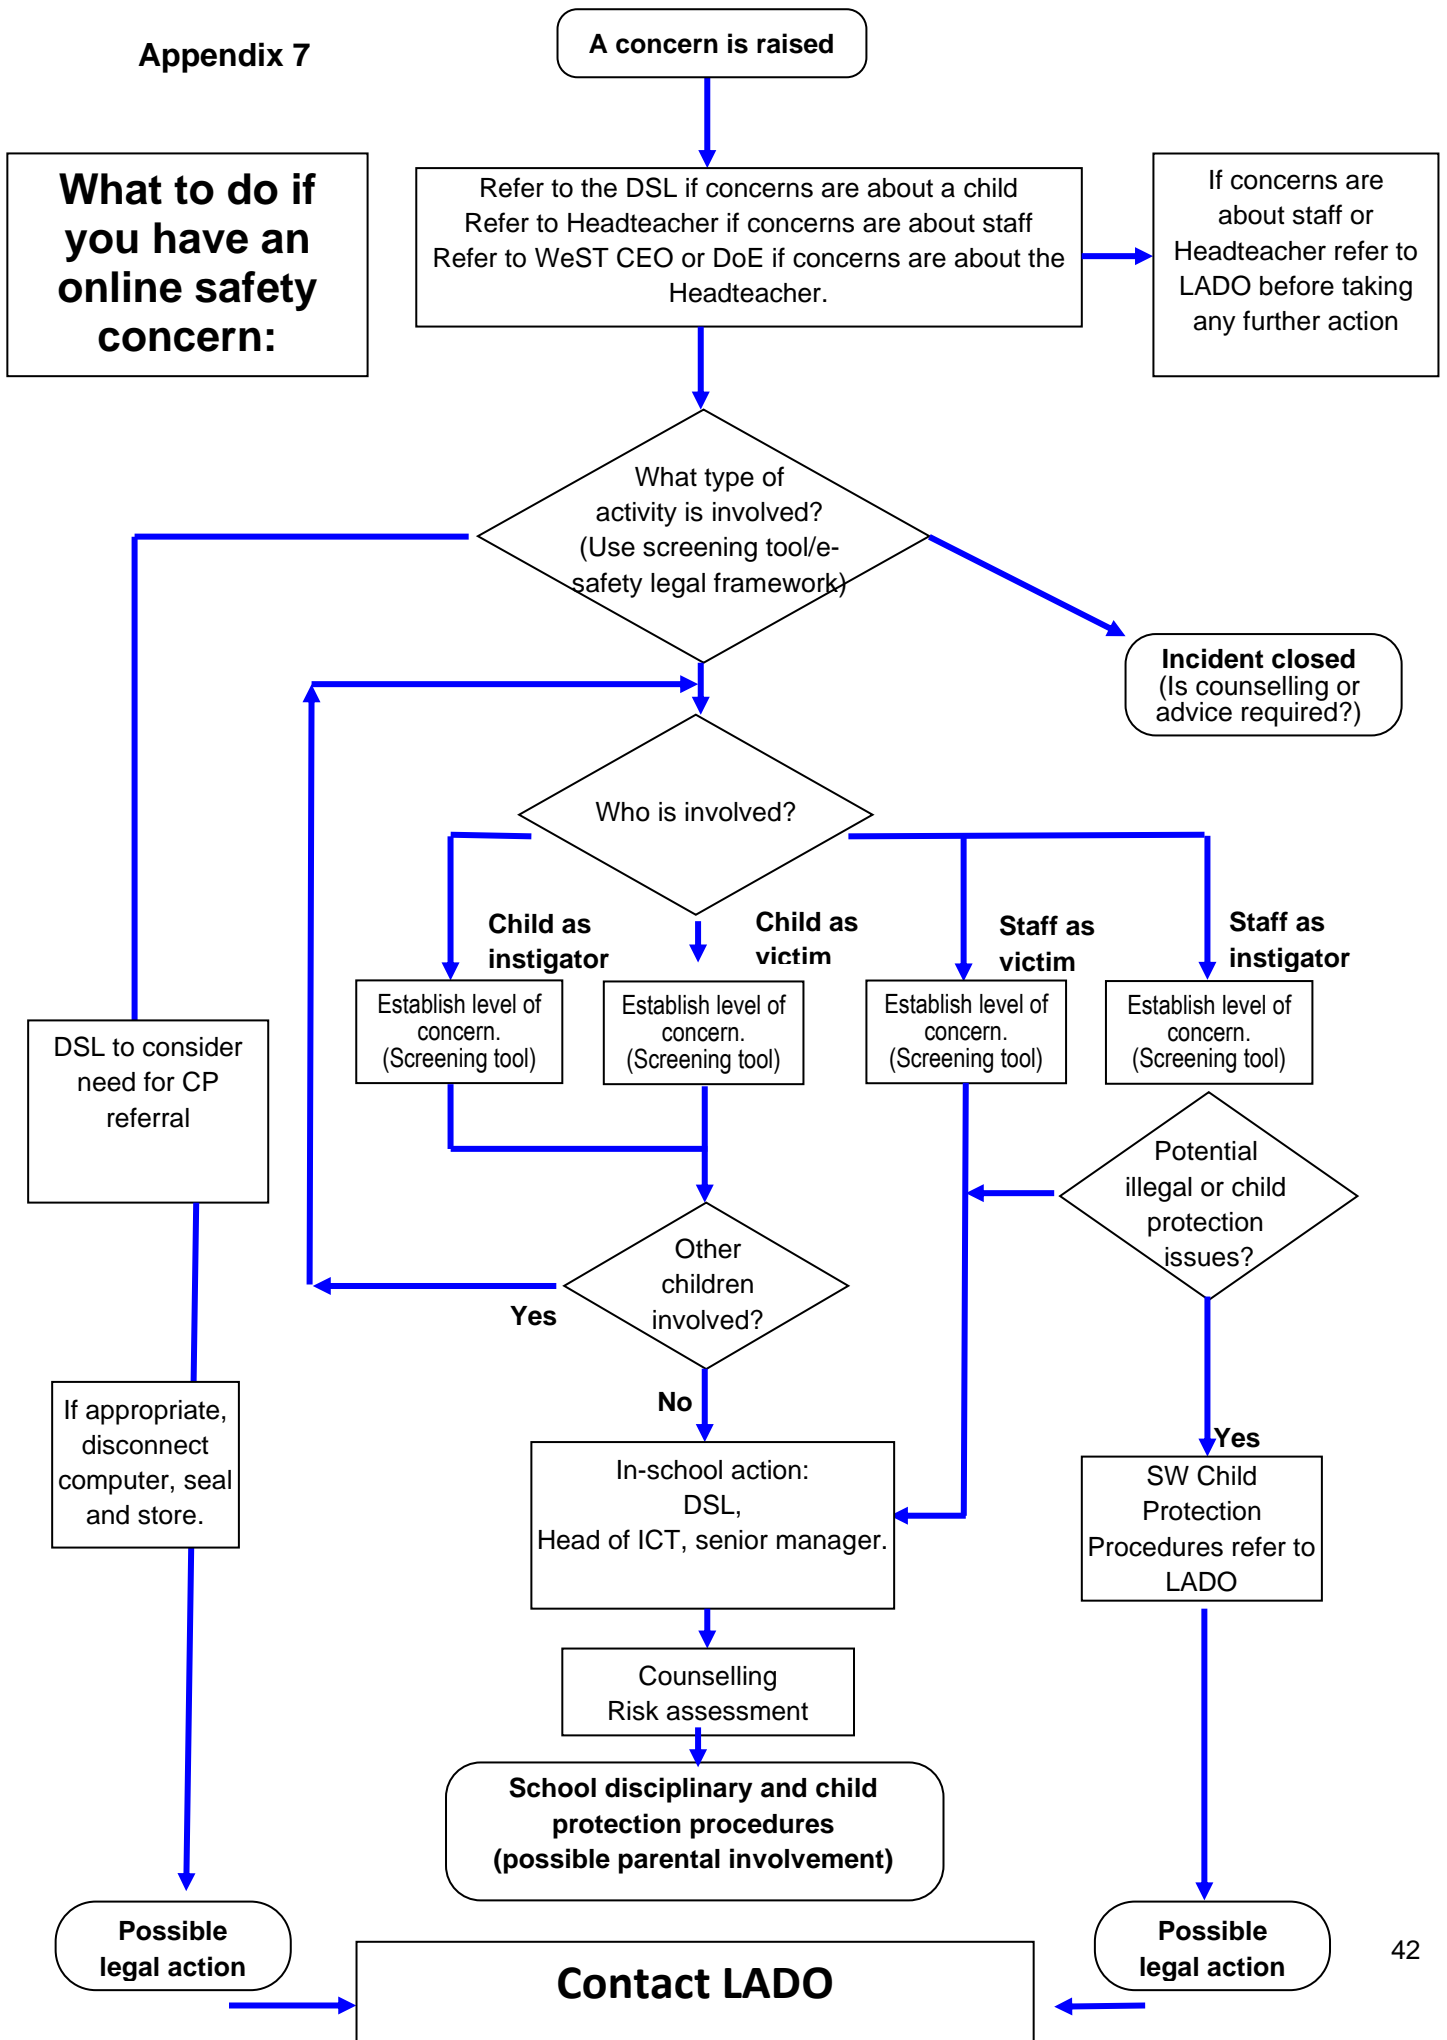 Appendix 7
A concern is raised
What to do if
you have an
online safety
concern:
Refer to the DSL if concerns are about a child
Refer to Headteacher if concerns are about staff
Refer to WeST CEO or DoE if concerns are about the
Headteacher.
If concerns are
about staff or
Headteacher refer to
LADO before taking
any further action
What type of
activity is involved?
(Use screening tool/e-
safety legal framework)
Incident closed
(Is counselling or
advice required?)
Who is involved?
Child as
instigator
Child as
victim
Staff as
victim
Staff as
instigator
Establish level of
concern.
(Screening tool)
Establish level of
concern.
(Screening tool)
Establish level of
concern.
(Screening tool)
Establish level of
concern.
(Screening tool)
DSL to consider
need for CP
referral
Potential
illegal or child
protection
issues?
Other
children
involved?
Yes
No
If appropriate,
disconnect
computer, seal
and store.
In-school action:
DSL,
Head of ICT, senior manager.
Yes
SW Child
Protection
Procedures refer to
LADO
Counselling
Risk assessment
School disciplinary and child
protection procedures
(possible parental involvement)
Possible
legal action
Possible
legal action
Contact LADO
42